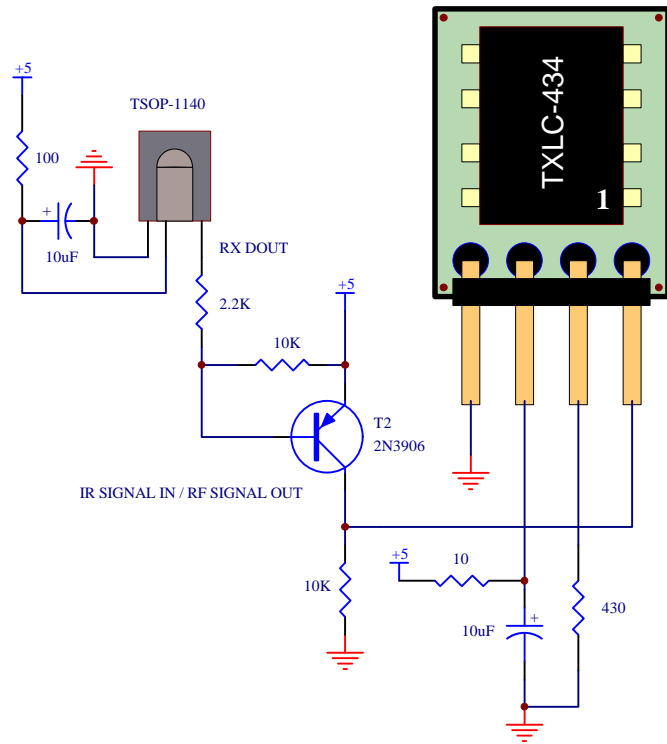 +5
TSOP-1140
100
+
10uF
RX DOUT
2.2K
+5
10K
T2
2N3906
IR SIGNAL IN / RF SIGNAL OUT
10K
+5
10
10uF
+
430
TXLC-434
1